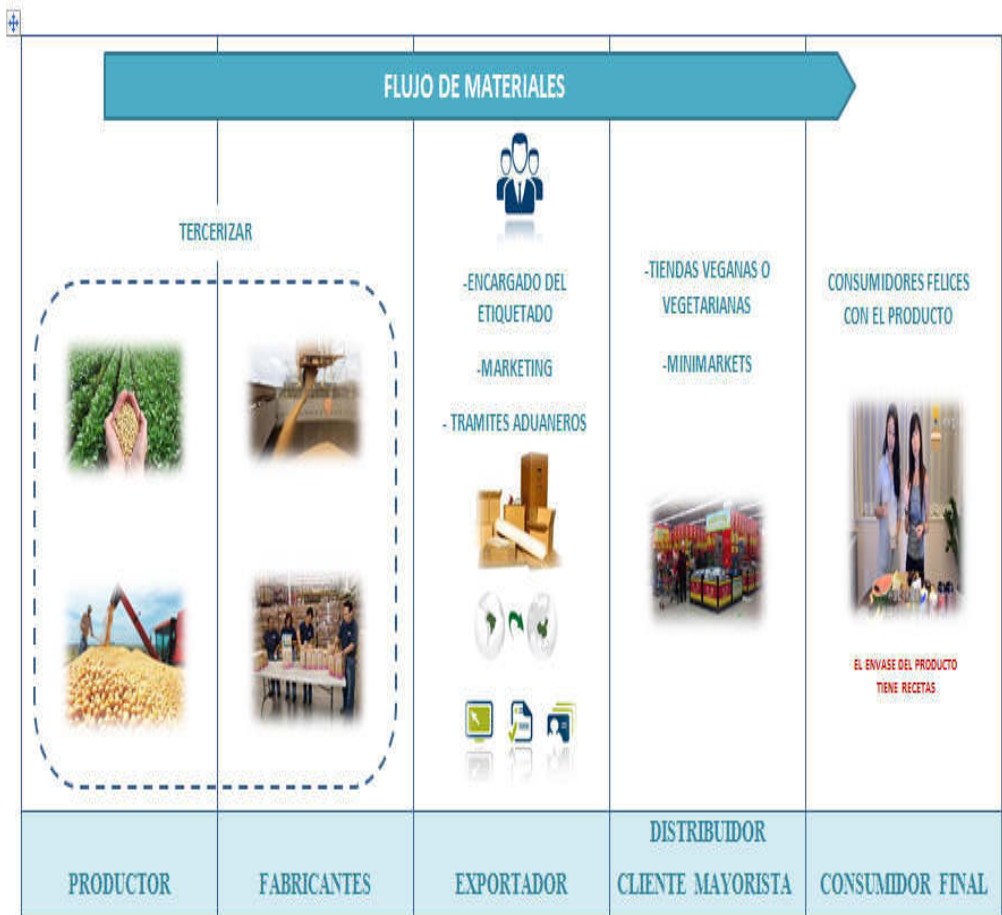 FLUJO DE MATERIALES
TERCERIZAR
-ENCARGADO DEL
ETIQUETADO
-MARKETING
- TRAMITES ADUANEROS
-TIENDAS VEGANAS O
VEGETARIANAS
-MINIMARKETS
CONSUMIDORES FELICES
CON EL PRODUCTO
EL ENVASE DEL PRODUCTO
TIENE RECETAS
PRODUCTOR
FABRICANTES
EXPORTADOR
DISTRIBUIDOR
CLIENTE MAYORISTA
CONSUMIDOR FINAL